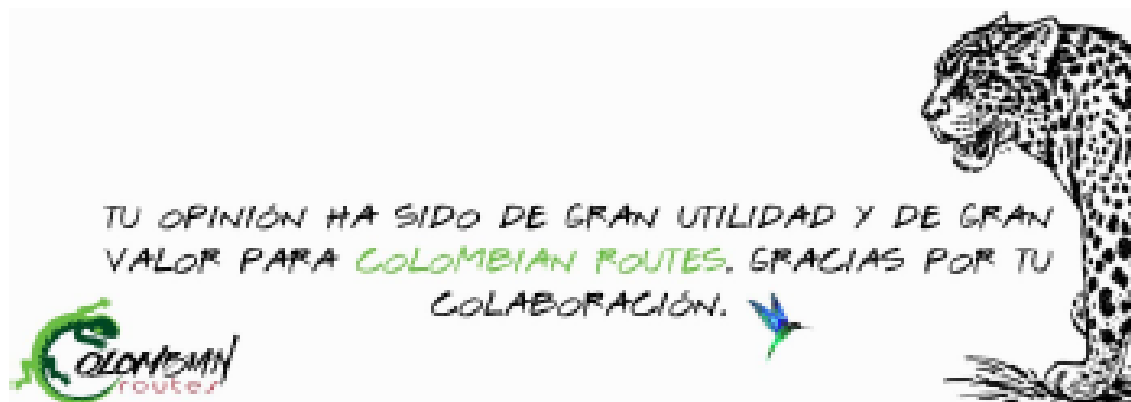 TU OPINIÓN HA SIDO DE GRAN UTILIDAD Y DE GRAN
VALOR PARA COLOMBIAN ROUTES. GRACIAS POR TU
COLABORACIÓN.
COLOMBIAN
routes